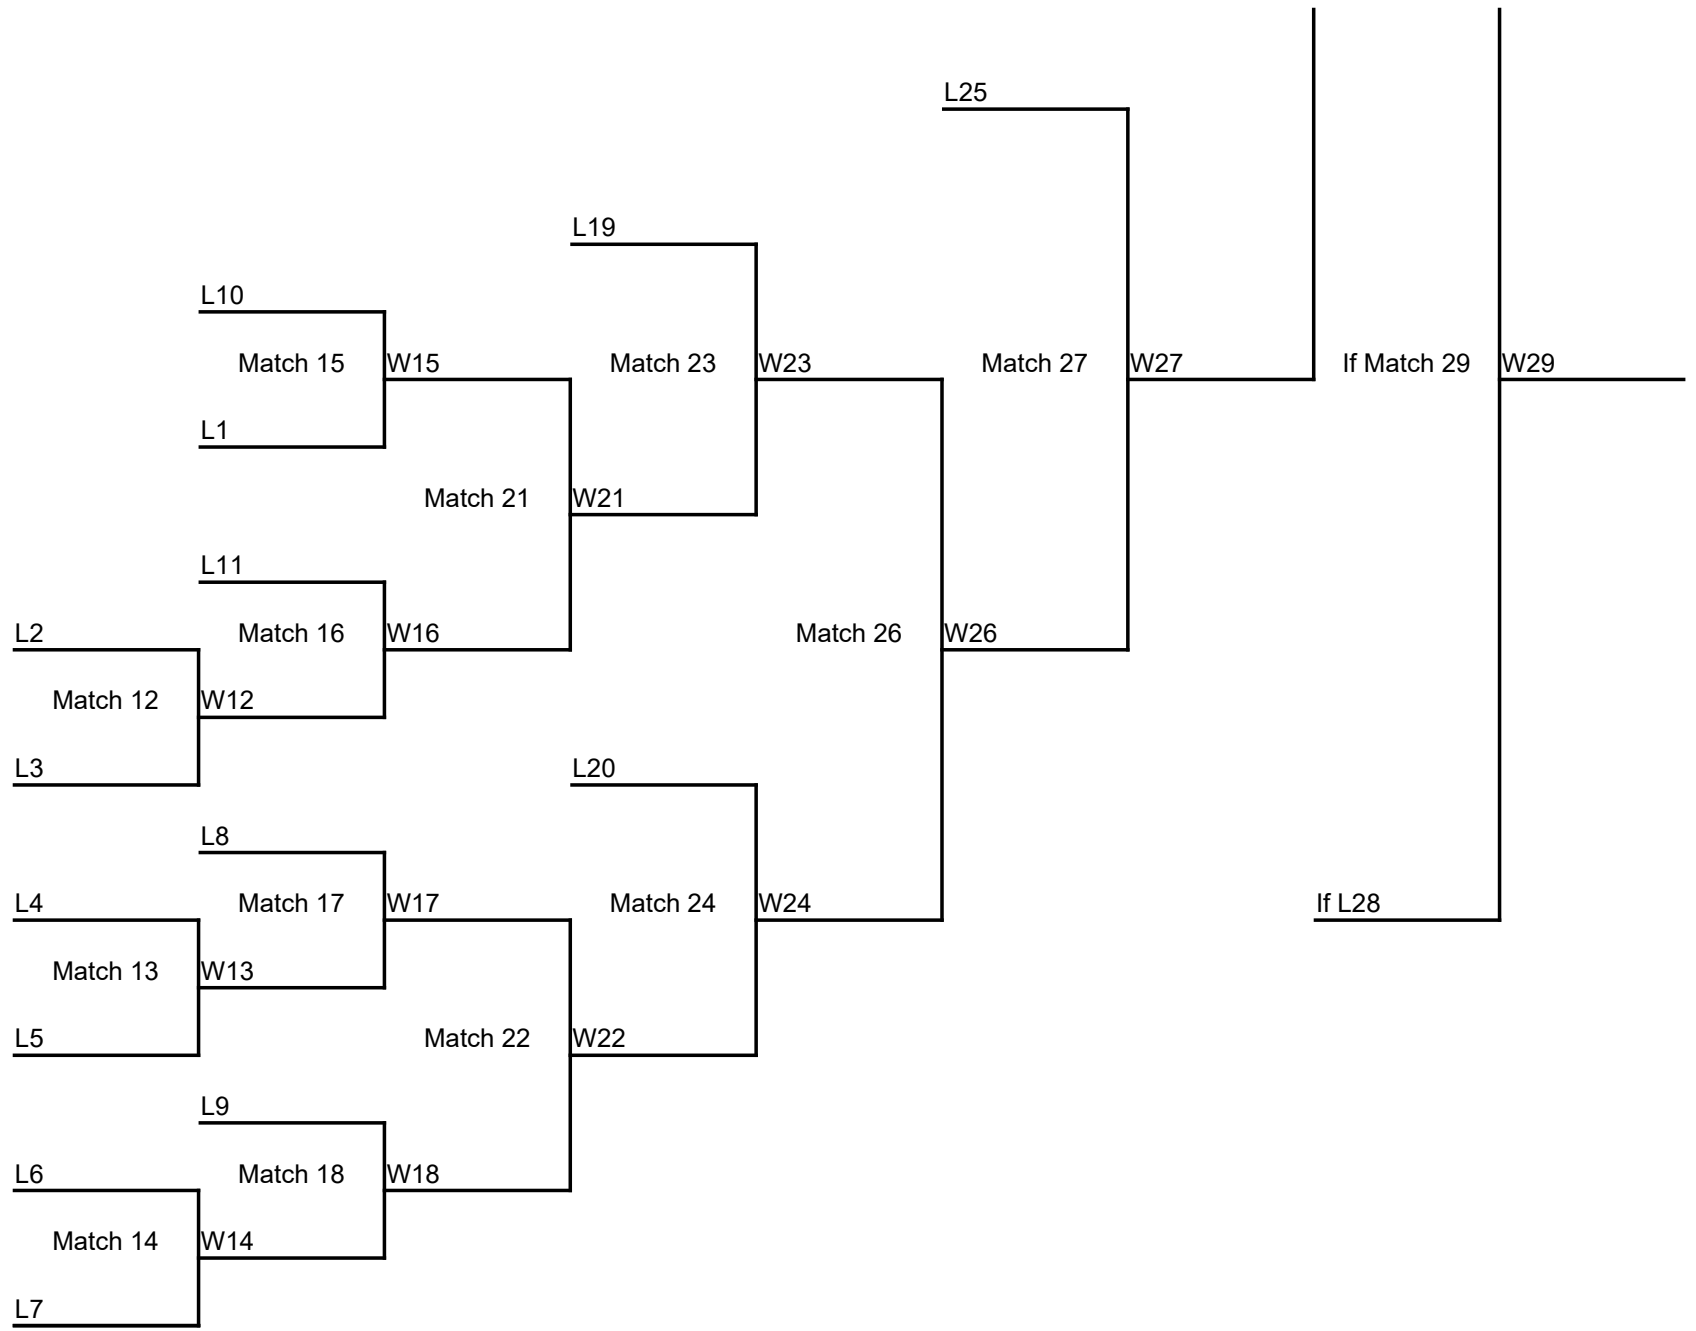 L25
L19
L10
Match 15
W15
Match 23
W23
Match 27
W27
If Match 29
W29
L1
Match 21
W21
L11
L2
Match 16
W16
Match 26
W26
Match 12
W12
L3
L20
L8
L4
Match 17
W17
Match 24
W24
If L28
Match 13
W13
L5
Match 22
W22
L9
L6
Match 18
W18
Match 14
W14
L7